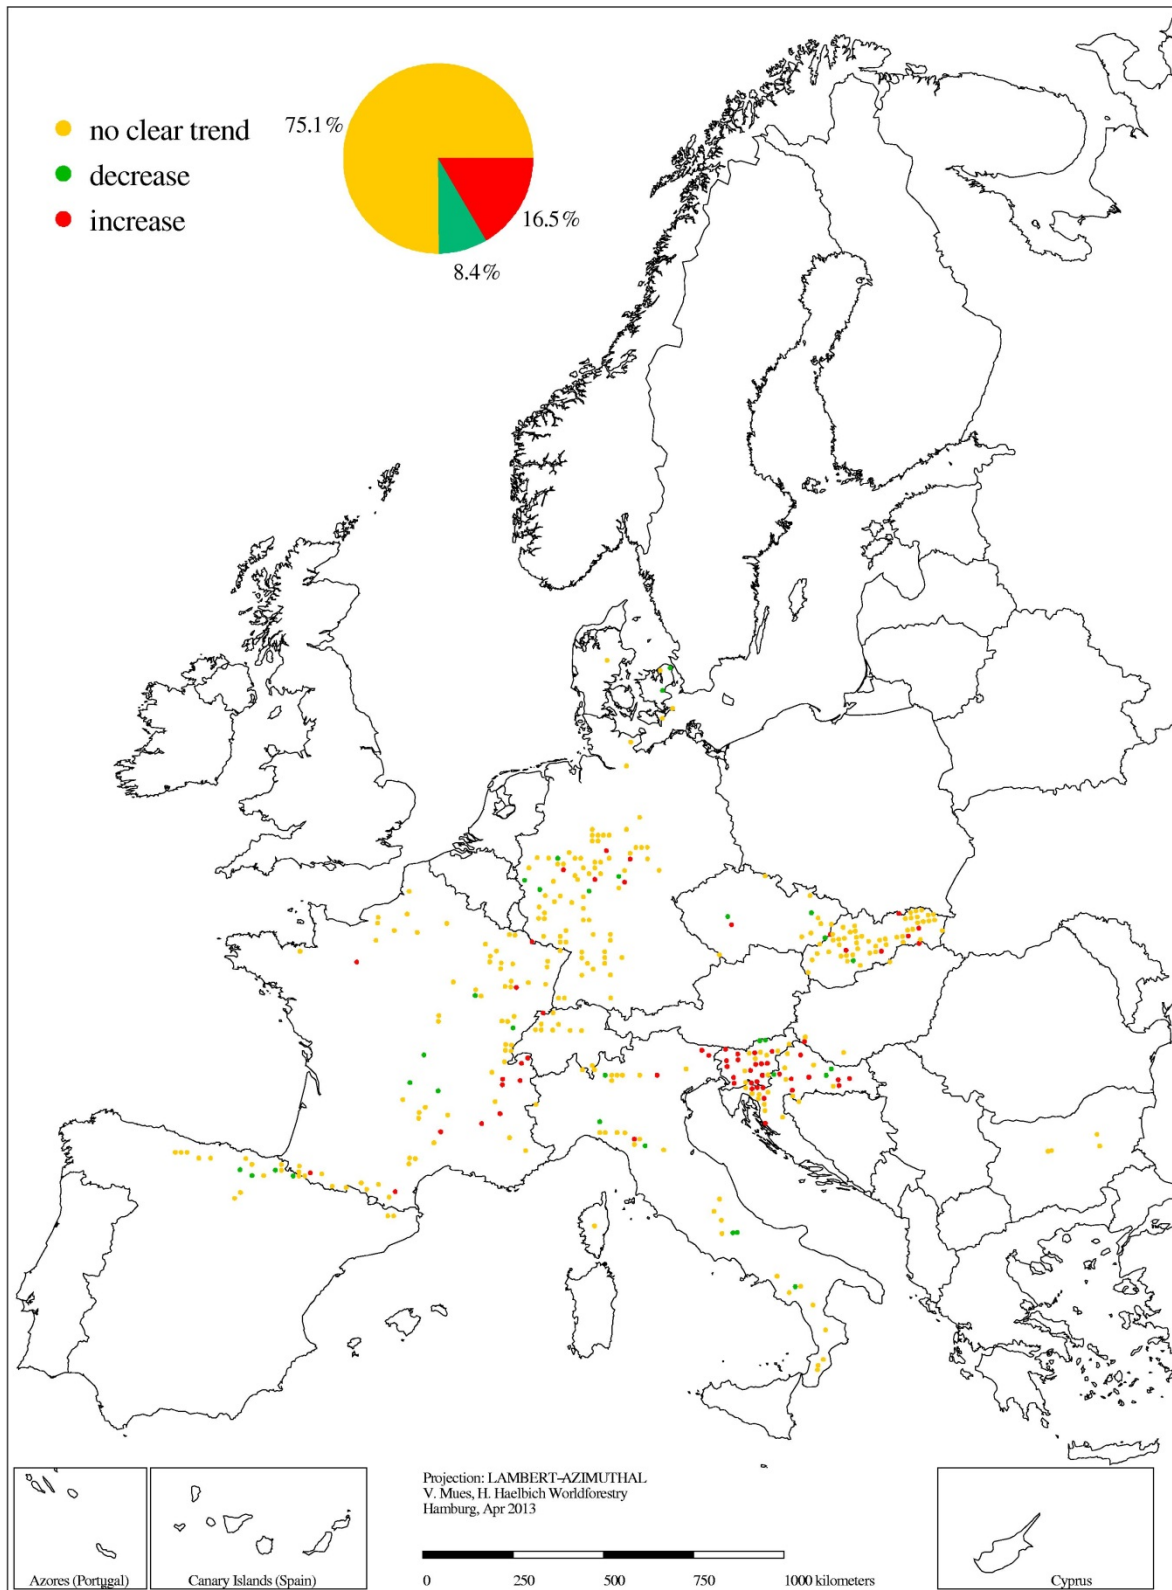 75.1%
no clear trend
decrease
increase
16.5%
8.4%
Projection: LAMBERT-AZIMUTHAL
V. Mues, H. Haelbich Worldforestry
Hamburg, Apr 2013
Azores (Portugal)
Canary Islands (Spain)
0 250 500 750 1000 kilometers
Cyprus